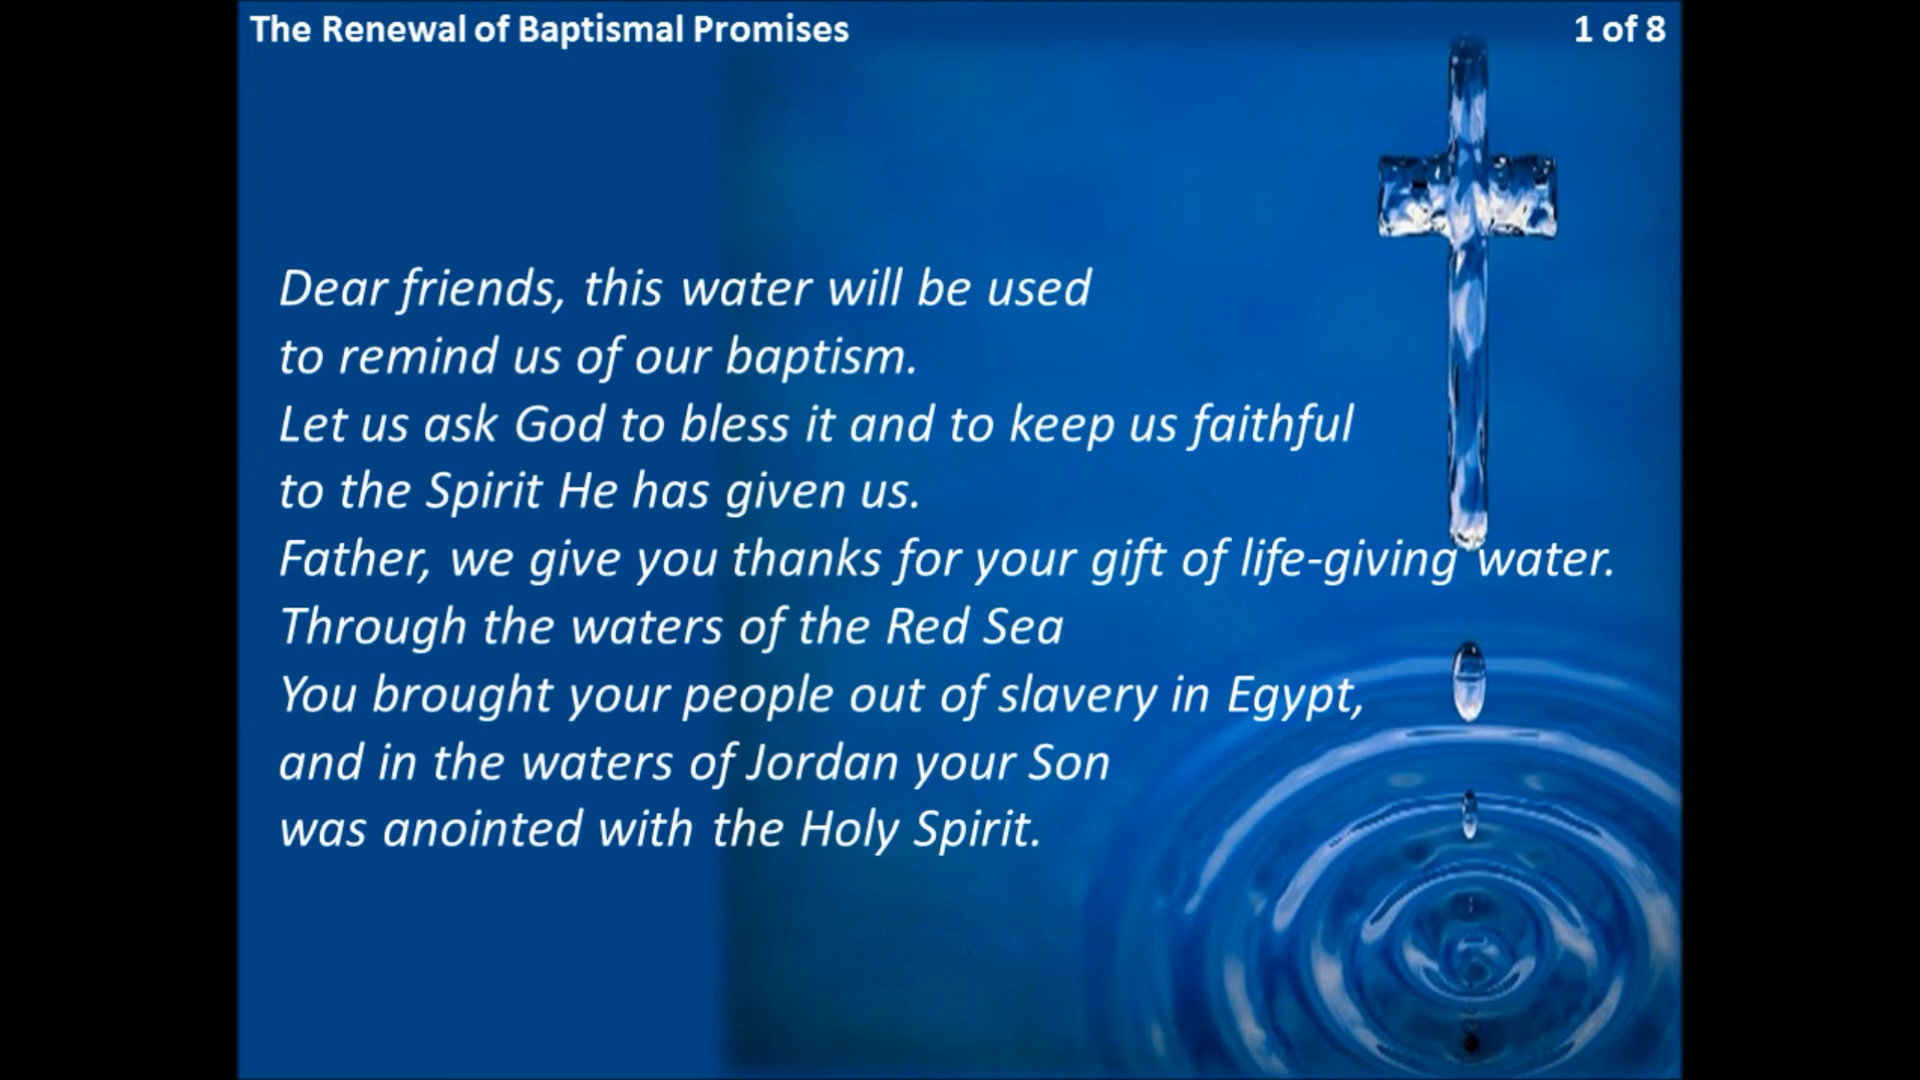 The Renewal of Baptismal Promises
1 of 8
Dear friends, this water will be used
to remind us of our baptism.
Let us ask God to bless it and to keep us faithful
to the Spirit He has given us.
Father, we give you thanks for your gift of life-giving water.
Through the waters of the Red Sea
You brought your people out of slavery in Egypt,
and in the waters of Jordan your Son
was anointed with the Holy Spirit.